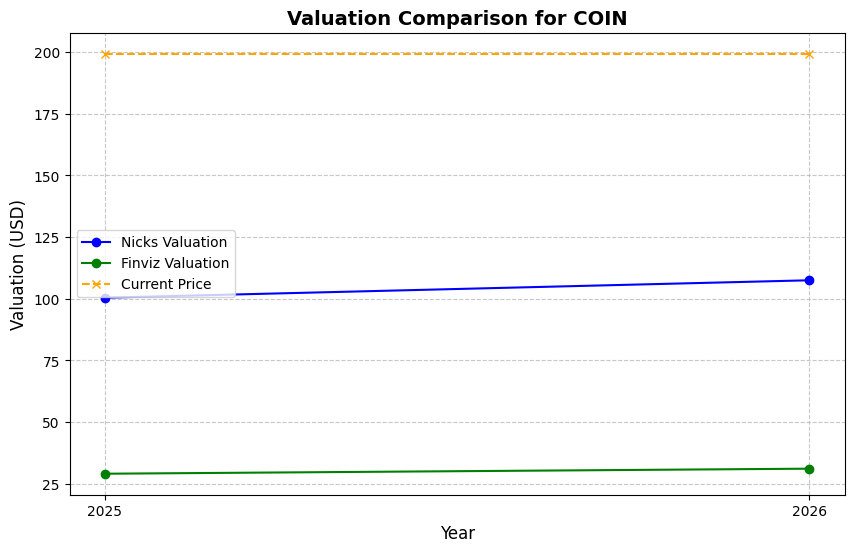 Valuation Comparison for COIN
Valuation (USD)
200
175
150
125
100
75
50
25
Nicks Valuation
Finviz Valuation
Current Price
2025
2026
Year